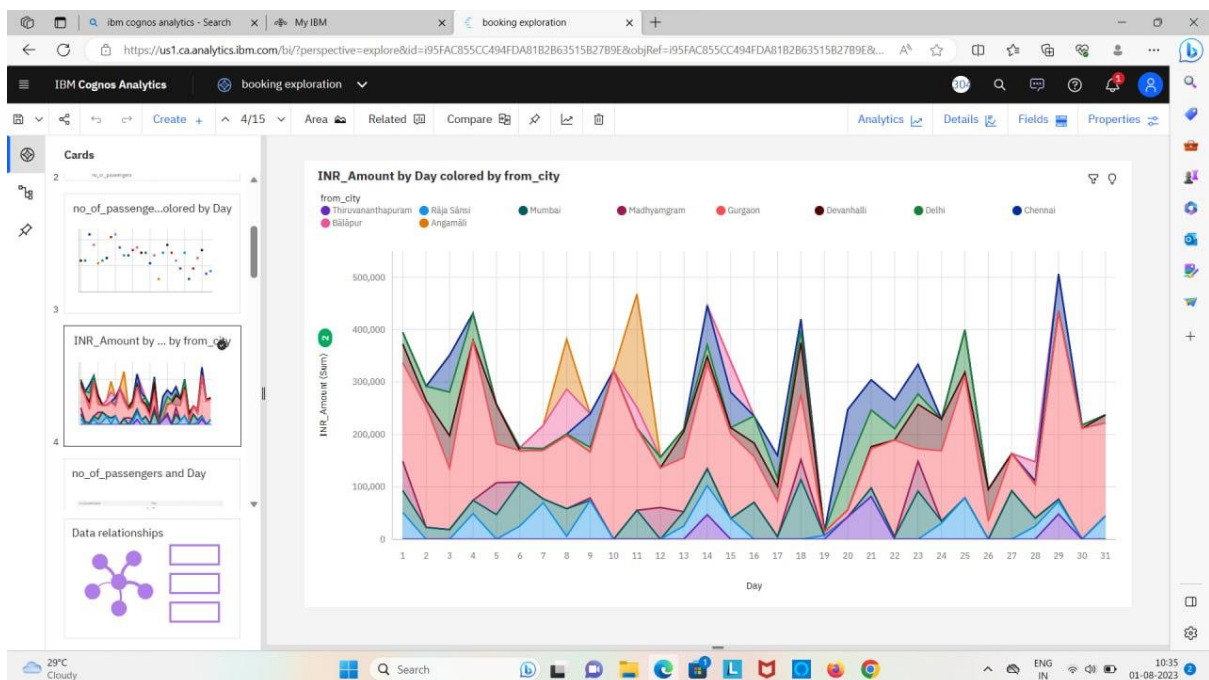 ibm cognos analytics - Search
My IBM
booking exploration
https://us1.ca.analytics.ibm.com/bi/?perspective=explore&id=i95FAC855CC494FDA81B2B63515B27B9E&objRef=i95FAC855CC494FDA81B2B63515B27B9E&...
IBM Cognos Analytics
booking exploration
304
1
Create +
4/15
Area
Related
Compare
Analytics
Details
Fields
Properties
Cards
2
no_of_passengers
no_of_passenge...olored by Day
3
INR_Amount by ... by from_city
4
no_of_passengers and Day
Data relationships
INR_Amount by Day colored by from_city
from_city
Thiruvananthapuram Rāja Sānsi Mumbai Madhyamgram Gurgaon Devanhalli Delhi Chennai
Bālāpur Angamāli
500,000
400,000
300,000
200,000
100,000
0
INR_Amount (Sum) 2
1 2 3 4 5 6 7 8 9 10 11 12 13 14 15 16 17 18 19 20 21 22 23 24 25 26 27 28 29 30 31
Day
29°C
Cloudy
Search
ENG
IN
10:35
01-08-2023
2